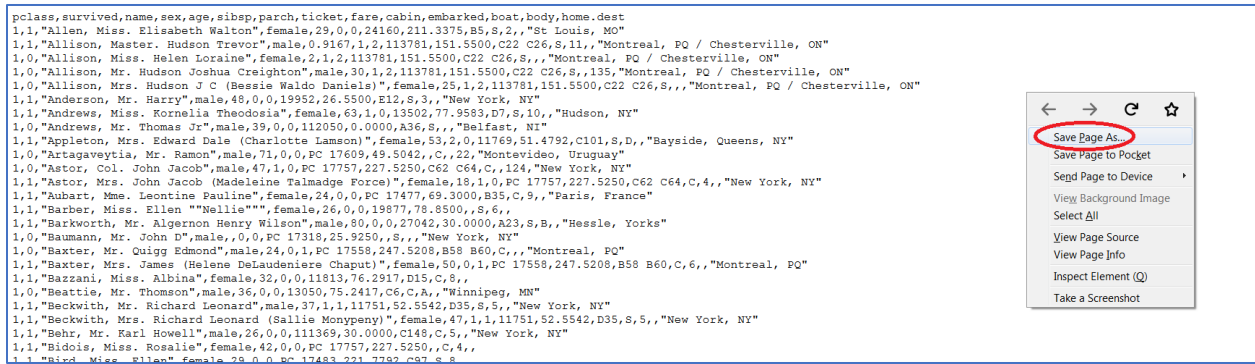 pclass,survived,name,sex,age,sibsp,parch,ticket,fare,cabin,embarked,boat,body,home.dest
1,1,"Allen, Miss. Elisabeth Walton",female,29,0,0,24160,211.3375,B5,S,2,,"St Louis, MO"
1,1,"Allison, Master. Hudson Trevor",male,0.9167,1,2,113781,151.5500,C22 C26,S,11,,"Montreal, PQ / Chesterville, ON"
1,0,"Allison, Miss. Helen Loraine",female,2,1,2,113781,151.5500,C22 C26,S,,,"Montreal, PQ / Chesterville, ON"
1,0,"Allison, Mr. Hudson Joshua Creighton",male,30,1,2,113781,151.5500,C22 C26,S,,135,"Montreal, PQ / Chesterville, ON"
1,0,"Allison, Mrs. Hudson J C (Bessie Waldo Daniels)",female,25,1,2,113781,151.5500,C22 C26,S,,,"Montreal, PQ / Chesterville, ON"
1,1,"Anderson, Mr. Harry",male,48,0,0,19952,26.5500,E12,S,3,,"New York, NY"
1,1,"Andrews, Miss. Kornelia Theodosia",female,63,1,0,13502,77.9583,D7,S,10,,"Hudson, NY"
1,0,"Andrews, Mr. Thomas Jr",male,39,0,0,112050,0.0000,A36,S,,,"Belfast, NI"
1,1,"Appleton, Mrs. Edward Dale (Charlotte Lamson)",female,53,2,0,11769,51.4792,C101,S,D,,"Bayside, Queens, NY"
1,0,"Artagaveytia, Mr. Ramon",male,71,0,0,PC 17609,49.5042,,C,,22,"Montevideo, Uruguay"
1,0,"Astor, Col. John Jacob",male,47,1,0,PC 17757,227.5250,C62 C64,C,,124,"New York, NY"
1,1,"Astor, Mrs. John Jacob (Madeleine Talmadge Force)",female,18,1,0,PC 17757,227.5250,C62 C64,C,4,,"New York, NY"
1,1,"Aubart, Mme. Leontine Pauline",female,24,0,0,PC 17477,69.3000,B35,C,9,,"Paris, France"
1,1,"Barber, Miss. Ellen ""Nellie""",female,26,0,0,19877,78.8500,,S,6,,
1,1,"Barkworth, Mr. Algernon Henry Wilson",male,80,0,0,27042,30.0000,A23,S,B,,"Hessle, Yorks"
1,0,"Baumann, Mr. John D",male,,0,0,PC 17318,25.9250,,S,,,"New York, NY"
1,0,"Baxter, Mr. Quigg Edmond",male,24,0,1,PC 17558,247.5208,B58 B60,C,,,"Montreal, PQ"
1,1,"Baxter, Mrs. James (Helene DeLaudeniere Chaput)",female,50,0,1,PC 17558,247.5208,B58 B60,C,6,,"Montreal, PQ"
1,1,"Bazzani, Miss. Albina",female,32,0,0,11813,76.2917,D15,C,8,,
1,0,"Beattie, Mr. Thomson",male,36,0,0,13050,75.2417,C6,C,A,,"Winnipeg, MN"
1,1,"Beckwith, Mr. Richard Leonard",male,37,1,1,11751,52.5542,D35,S,5,,"New York, NY"
1,1,"Beckwith, Mrs. Richard Leonard (Sallie Monypeny)",female,47,1,1,11751,52.5542,D35,S,5,,"New York, NY"
1,1,"Behr, Mr. Karl Howell",male,26,0,0,111369,30.0000,C148,C,5,,"New York, NY"
1,1,"Bidois, Miss. Rosalie",female,42,0,0,PC 17757,227.5250,,C,4,,
1,1,"Bird, Miss. Ellen",female,29,0,0,PC 17483,221.7792,C97,S,8
Save Page As...
Save Page to Pocket
Send Page to Device
View Background Image
Select All
View Page Source
View Page Info
Inspect Element (Q)
Take a Screenshot